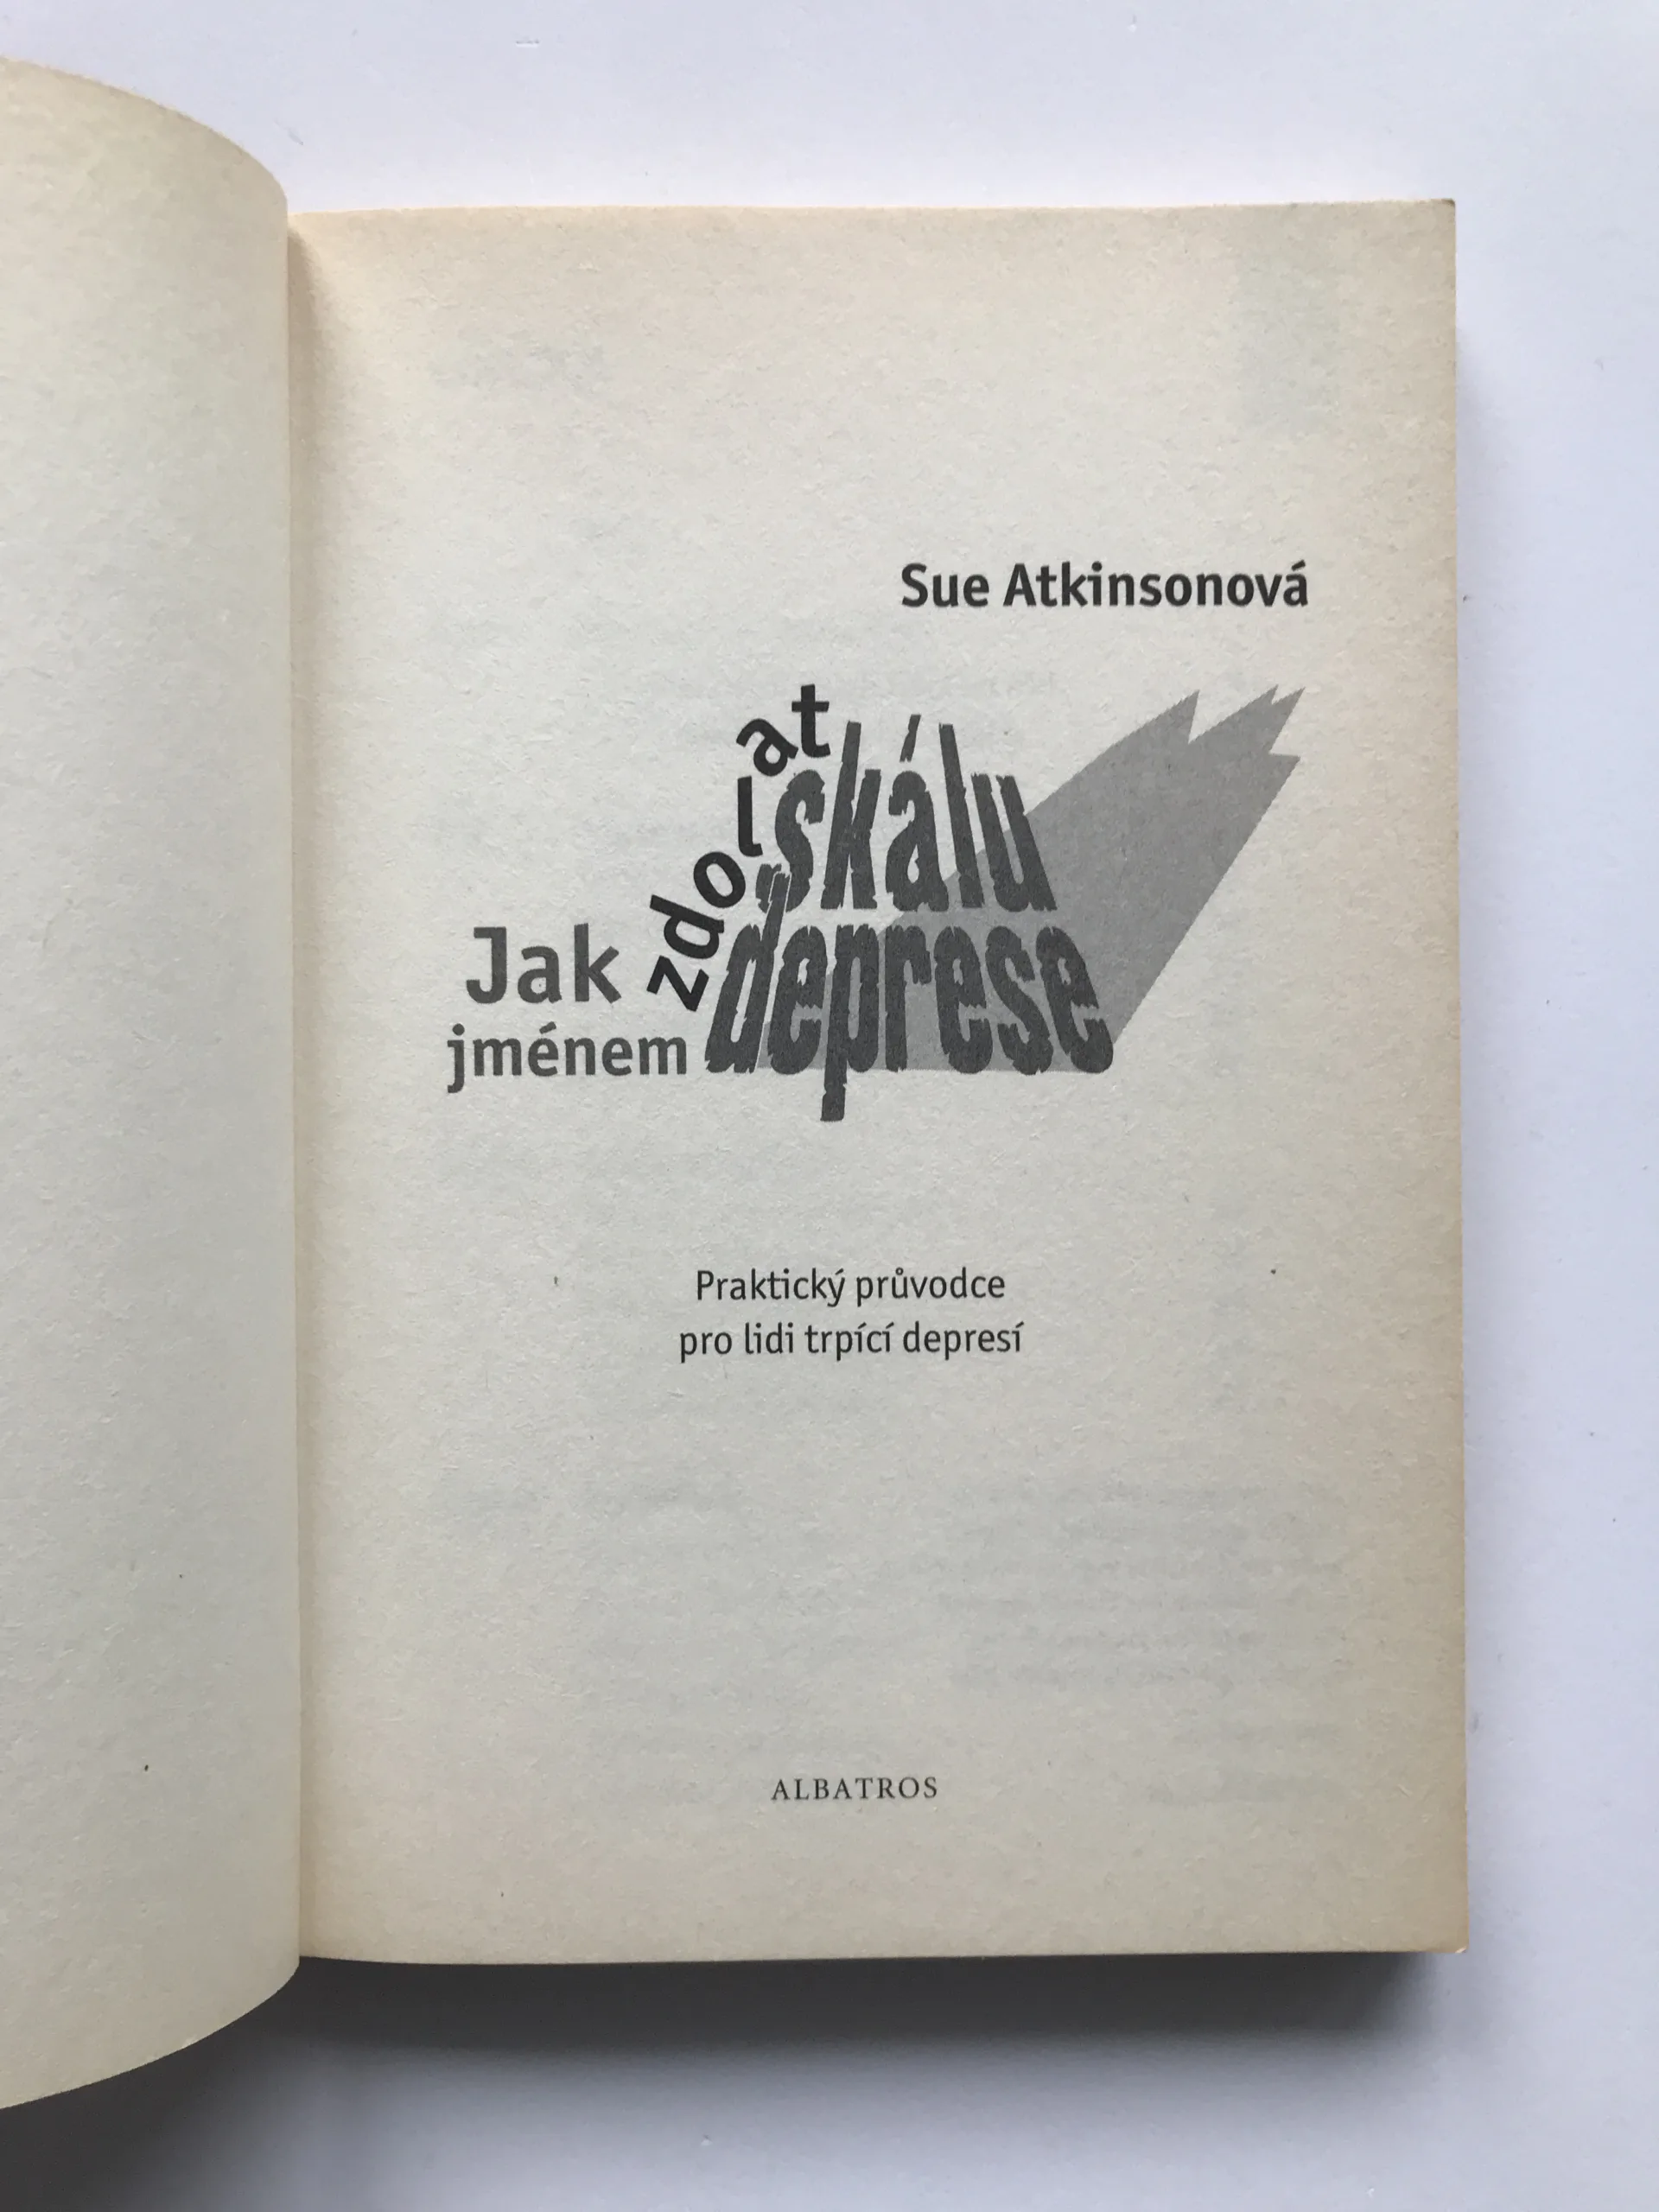 Sue Atkinsonová
Jak zdolat skálu
jménem deprese
Praktický průvodce
pro lidi trpící depresí
ALBATROS